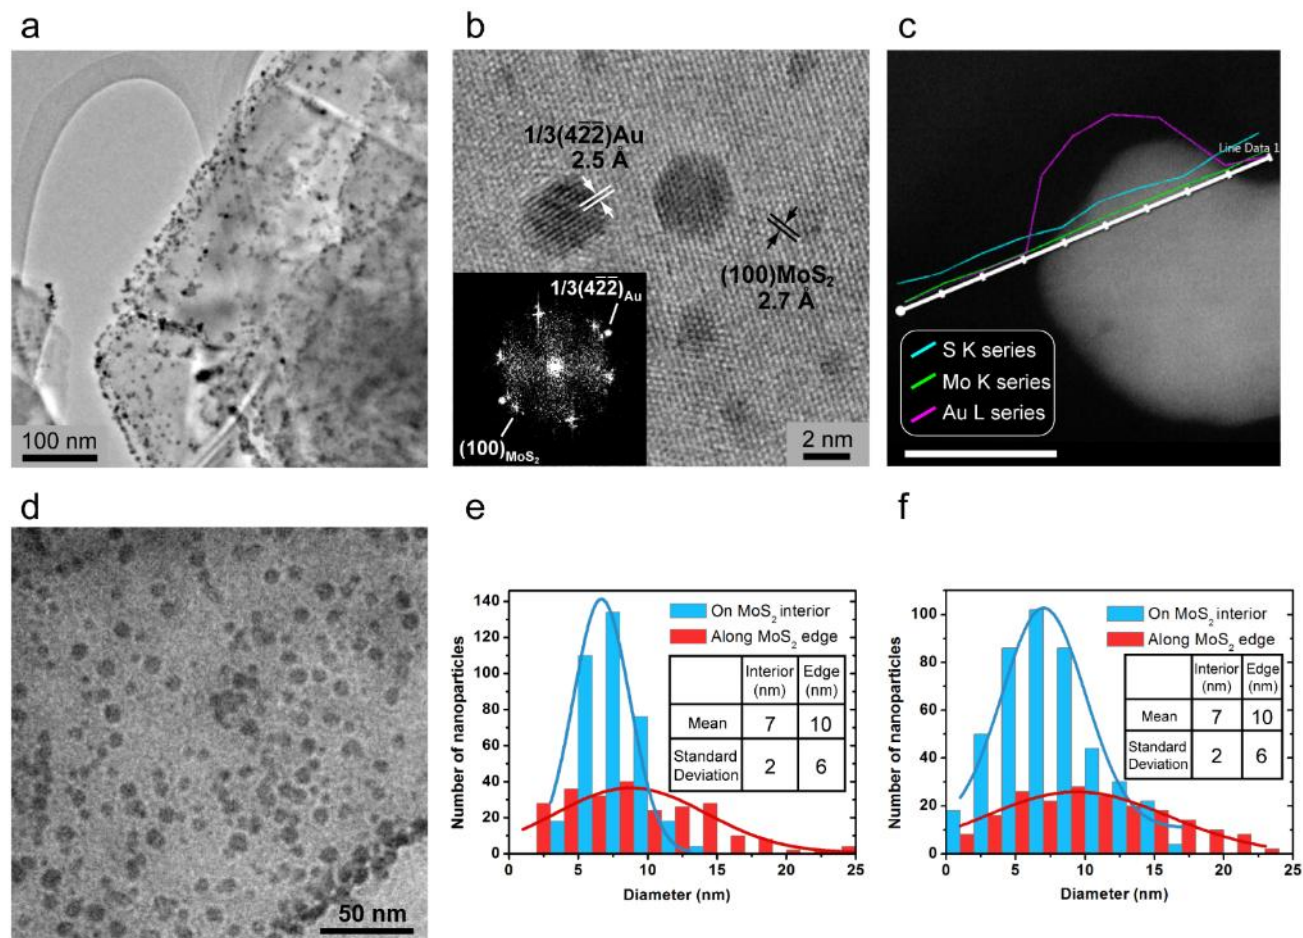 a
100 nm
b
1/3(42̅2̅)Au
2.5 Å
(100)MoS₂
2.7 Å
1/3(42̅2̅)Au
(100)MoS₂
2 nm
c
Line Data 1
S K series
Mo K series
Au L series
d
50 nm
e
Number of nanoparticles
140
120
100
80
60
40
20
0
0 5 10 15 20 25
Diameter (nm)
On MoS₂ interior
Along MoS₂ edge
Interior (nm) Edge (nm)
Mean 7 10
Standard Deviation 2 6
f
Number of nanoparticles
100
80
60
40
20
0
0 5 10 15 20 25
Diameter (nm)
On MoS₂ interior
Along MoS₂ edge
Interior (nm) Edge (nm)
Mean 7 10
Standard Deviation 2 6